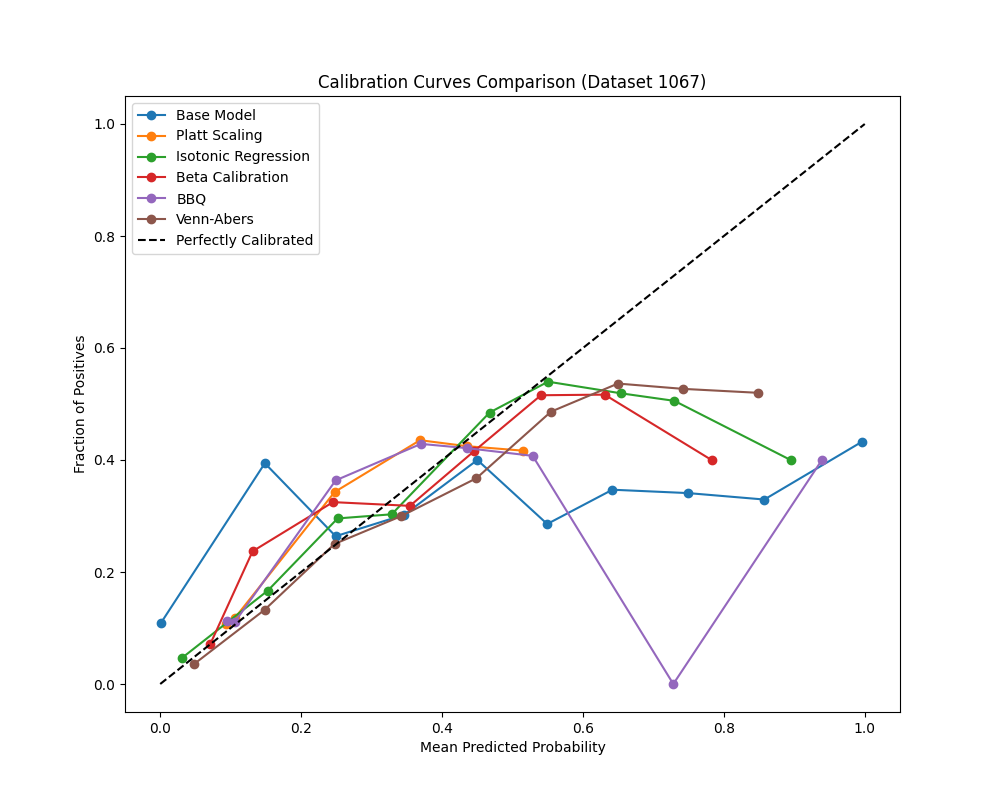 Calibration Curves Comparison (Dataset 1067)
Base Model
Platt Scaling
Isotonic Regression
Beta Calibration
BBQ
Venn-Abers
Perfectly Calibrated
Fraction of Positives
1.0
0.8
0.6
0.4
0.2
0.0
0.0 0.2 0.4 0.6 0.8 1.0
Mean Predicted Probability